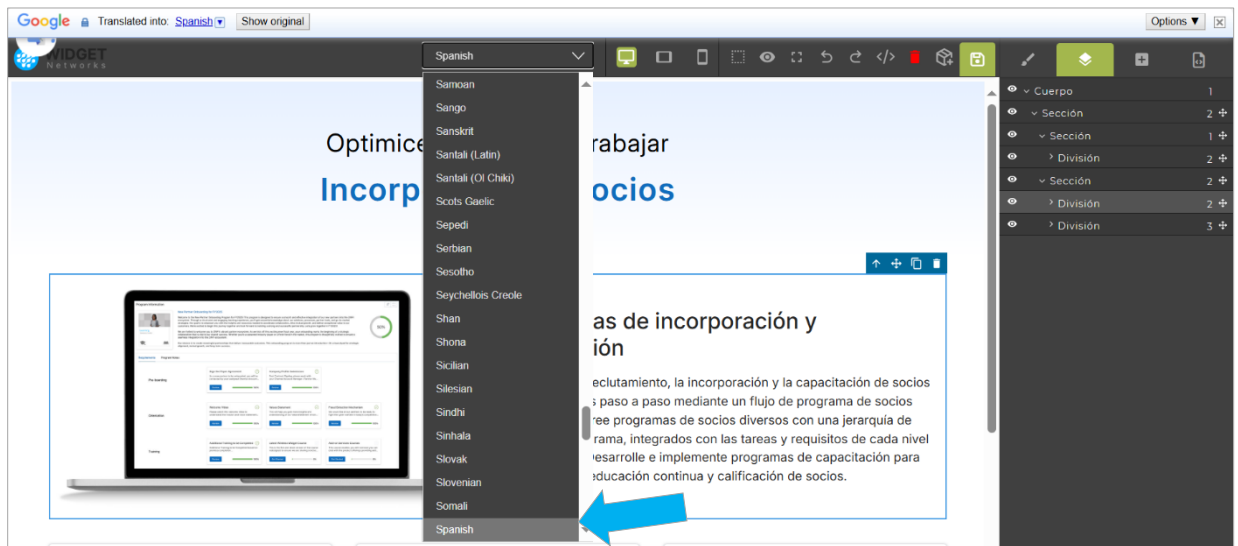 Google Translated into: Spanish Show original Options ▼
WIDGET
Networks
Spanish
Samoan
Sango
Sanskrit
Santali (Latin)
Santali (Ol Chiki)
Scots Gaelic
Sepedi
Serbian
Sesotho
Seychellois Creole
Shan
Shona
Sicilian
Silesian
Sindhi
Sinhala
Slovak
Slovenian
Somali
Spanish
Optimice rabajar
Incorp ocios
as de incorporación y
ión
eclutamiento, la incorporación y la capacitación de socios
s paso a paso mediante un flujo de programa de socios
ree programas de socios diversos con una jerarquía de
rama, integrados con las tareas y requisitos de cada nivel
esarrolle e implemente programas de capacitación para
educación continua y calificación de socios.
Cuerpo 1
Sección 2
Sección 1
División 2
Sección 2
División 2
División 3